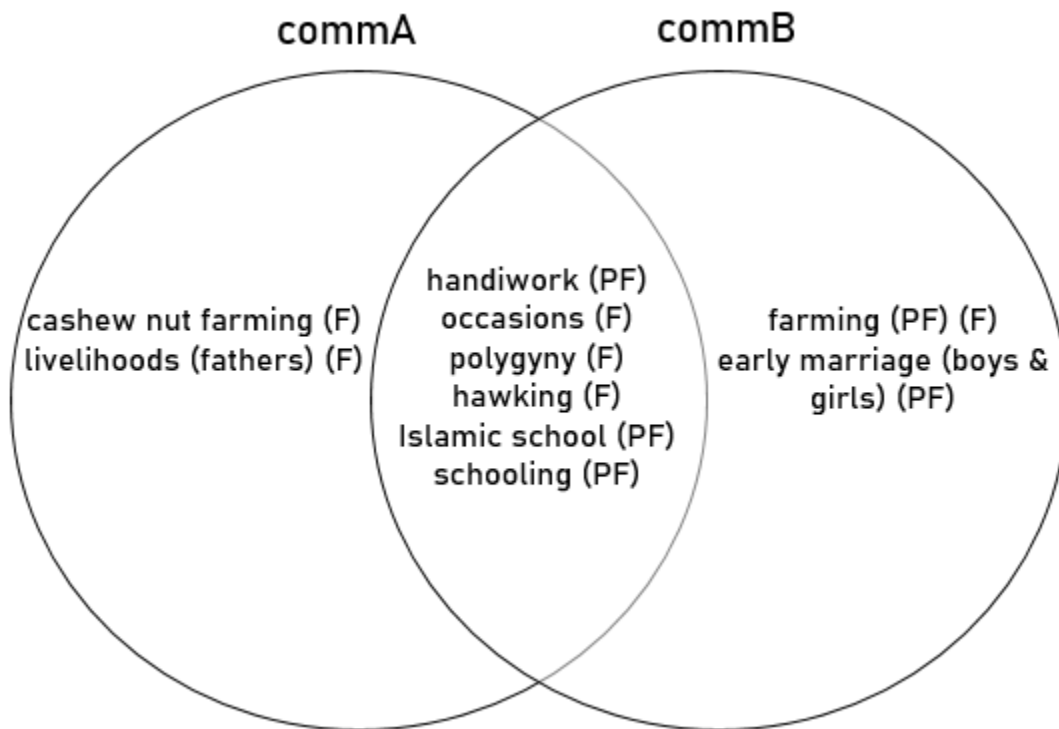 commA
commB
cashew nut farming (F)
livelihoods (fathers) (F)
handiwork (PF)
occasions (F)
polygyny (F)
hawking (F)
Islamic school (PF)
schooling (PF)
farming (PF) (F)
early marriage (boys &
girls) (PF)